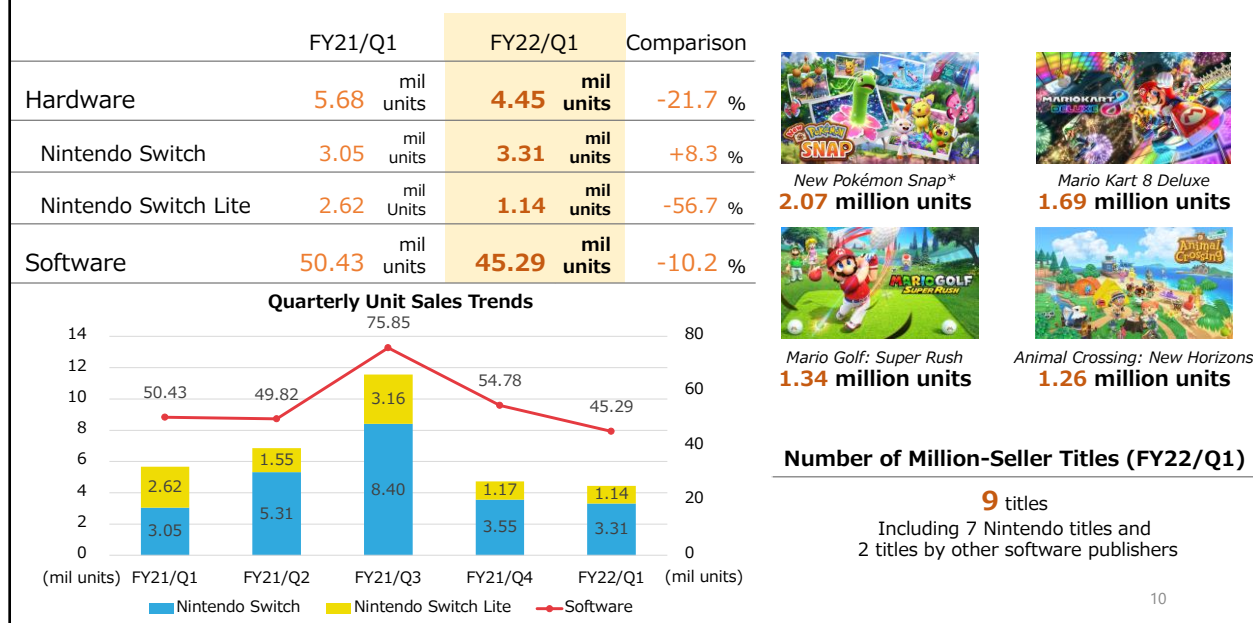 FY21/Q1 FY22/Q1 Comparison
Hardware 5.68 mil units 4.45 mil units -21.7 %
Nintendo Switch 3.05 mil units 3.31 mil units +8.3 %
Nintendo Switch Lite 2.62 mil Units 1.14 mil units -56.7 %
Software 50.43 mil units 45.29 mil units -10.2 %
Quarterly Unit Sales Trends
14
12
10
8
6
4
2
0
80
60
40
20
0
50.43
49.82
75.85
54.78
45.29
2.62
3.05
1.55
5.31
3.16
8.40
1.17
3.55
1.14
3.31
(mil units) FY21/Q1 FY21/Q2 FY21/Q3 FY21/Q4 FY22/Q1 (mil units)
Nintendo Switch Nintendo Switch Lite Software
New Pokémon SNAP
New Pokémon Snap*
2.07 million units
MARIOKART 8
DELUXE
Mario Kart 8 Deluxe
1.69 million units
MARIO GOLF
SUPER RUSH
Mario Golf: Super Rush
1.34 million units
Animal Crossing
Animal Crossing: New Horizons
1.26 million units
Number of Million-Seller Titles (FY22/Q1)
9 titles
Including 7 Nintendo titles and
2 titles by other software publishers
10